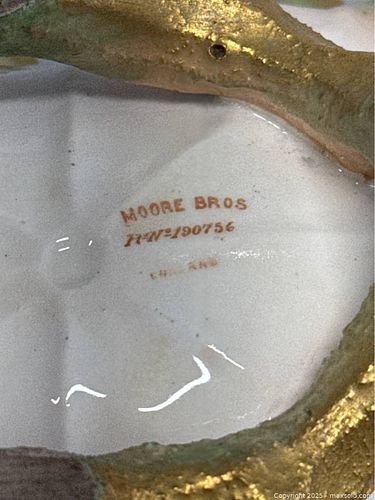 MOORE BROS
Rd No 190756
ENGLAND
Copyright 2025 - maxsold.com